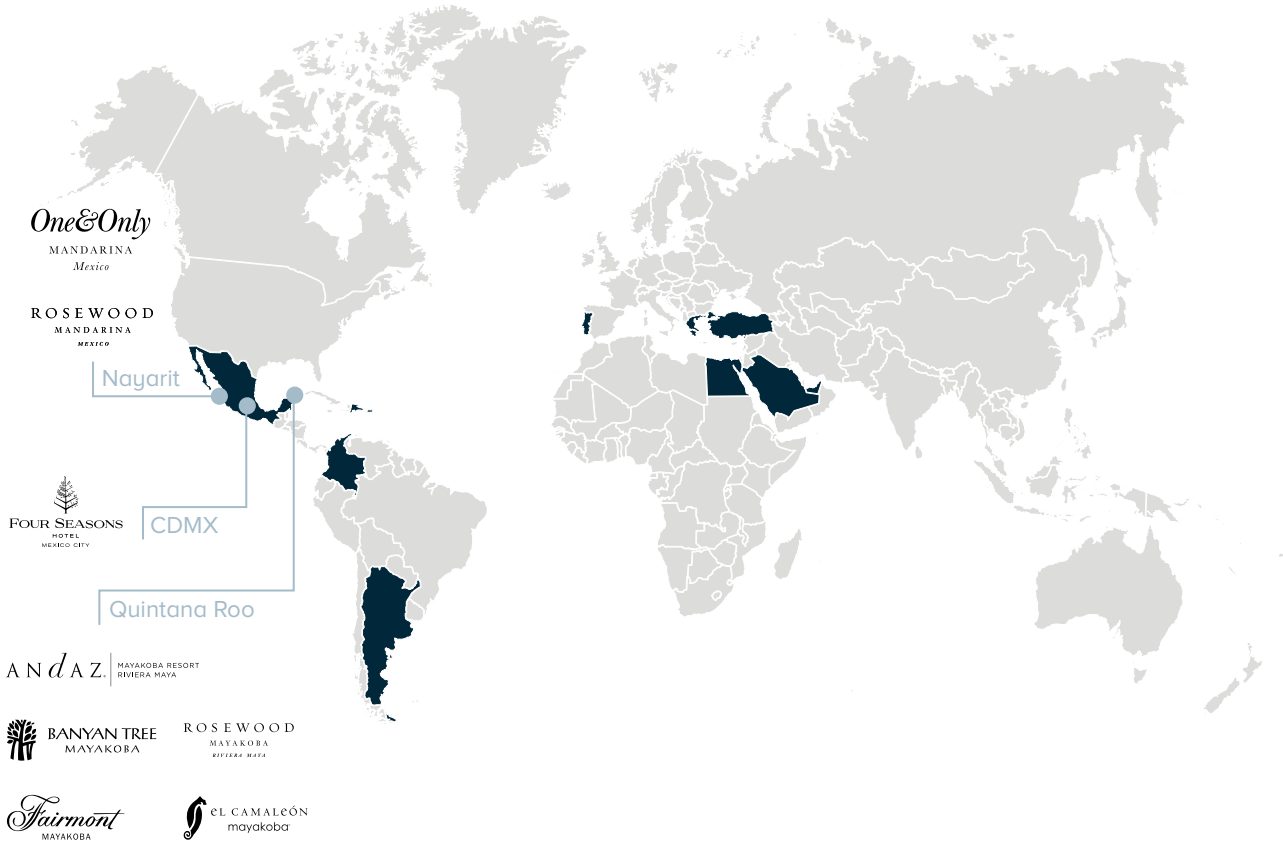 One&Only
MANDARINA
Mexico
ROSEWOOD
MANDARINA
MEXICO
Nayarit
FOUR SEASONS
HOTEL
MEXICO CITY
CDMX
Quintana Roo
ANdAZ.
MAYAKOBA RESORT
RIVIERA MAYA
BANYAN TREE
MAYAKOBA
ROSEWOOD
MAYAKOBA
RIVIERA MAYA
Fairmont
MAYAKOBA
eL CAMALeÓN
mayakoba